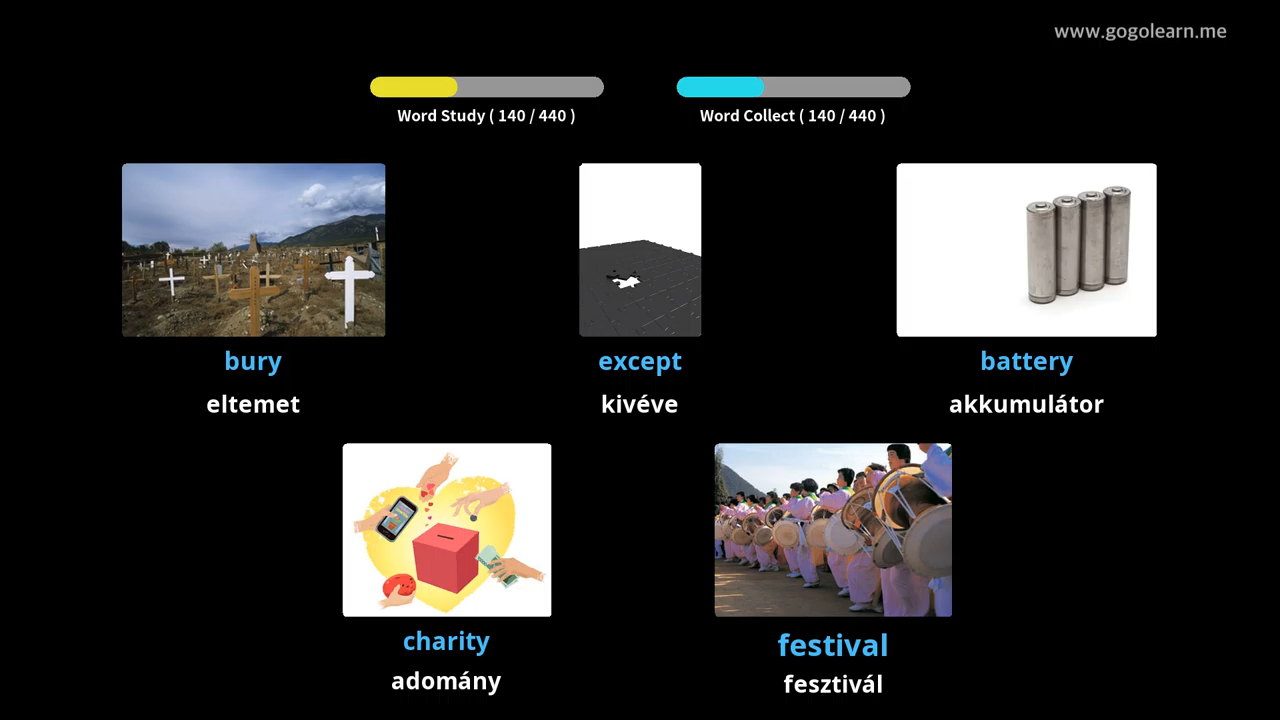 www.gogolearn.me
Word Study ( 140 / 440 )
Word Collect ( 140 / 440 )
bury
except
battery
eltemet
kivéve
akkumulátor
charity
festival
adomány
fesztivál